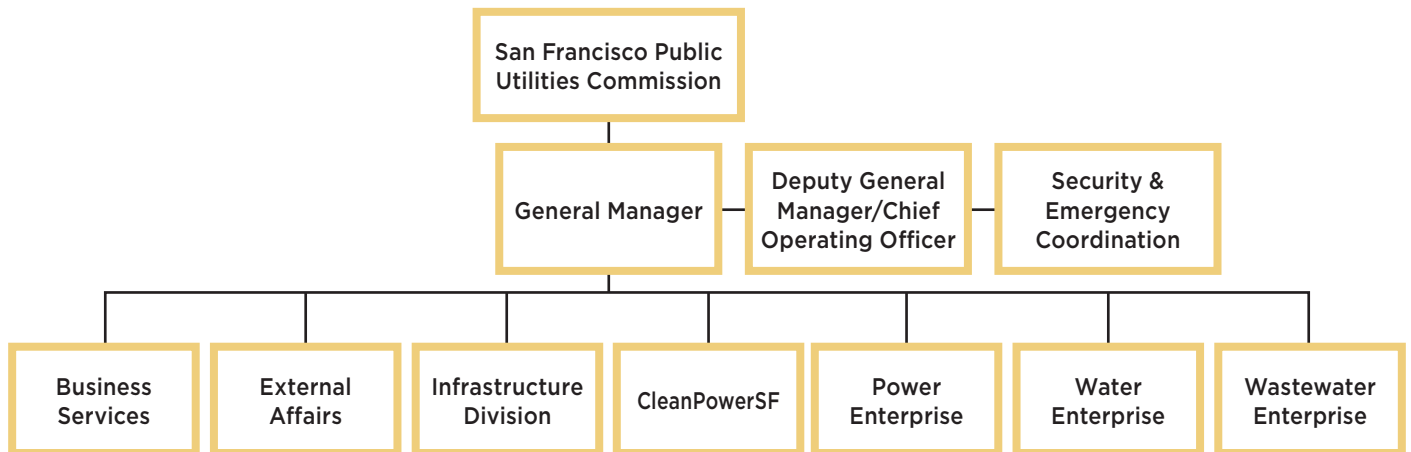 San Francisco Public
Utilities Commission
General Manager
Deputy General
Manager/Chief
Operating Officer
Security &
Emergency
Coordination
Business
Services
External
Affairs
Infrastructure
Division
CleanPowerSF
Power
Enterprise
Water
Enterprise
Wastewater
Enterprise